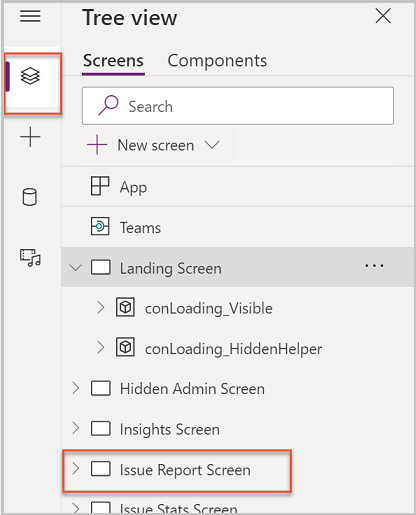 Tree view
Screens Components
Search
New screen
App
Teams
Landing Screen
conLoading_Visible
conLoading_HiddenHelper
Hidden Admin Screen
Insights Screen
Issue Report Screen
Issue Stats Screen